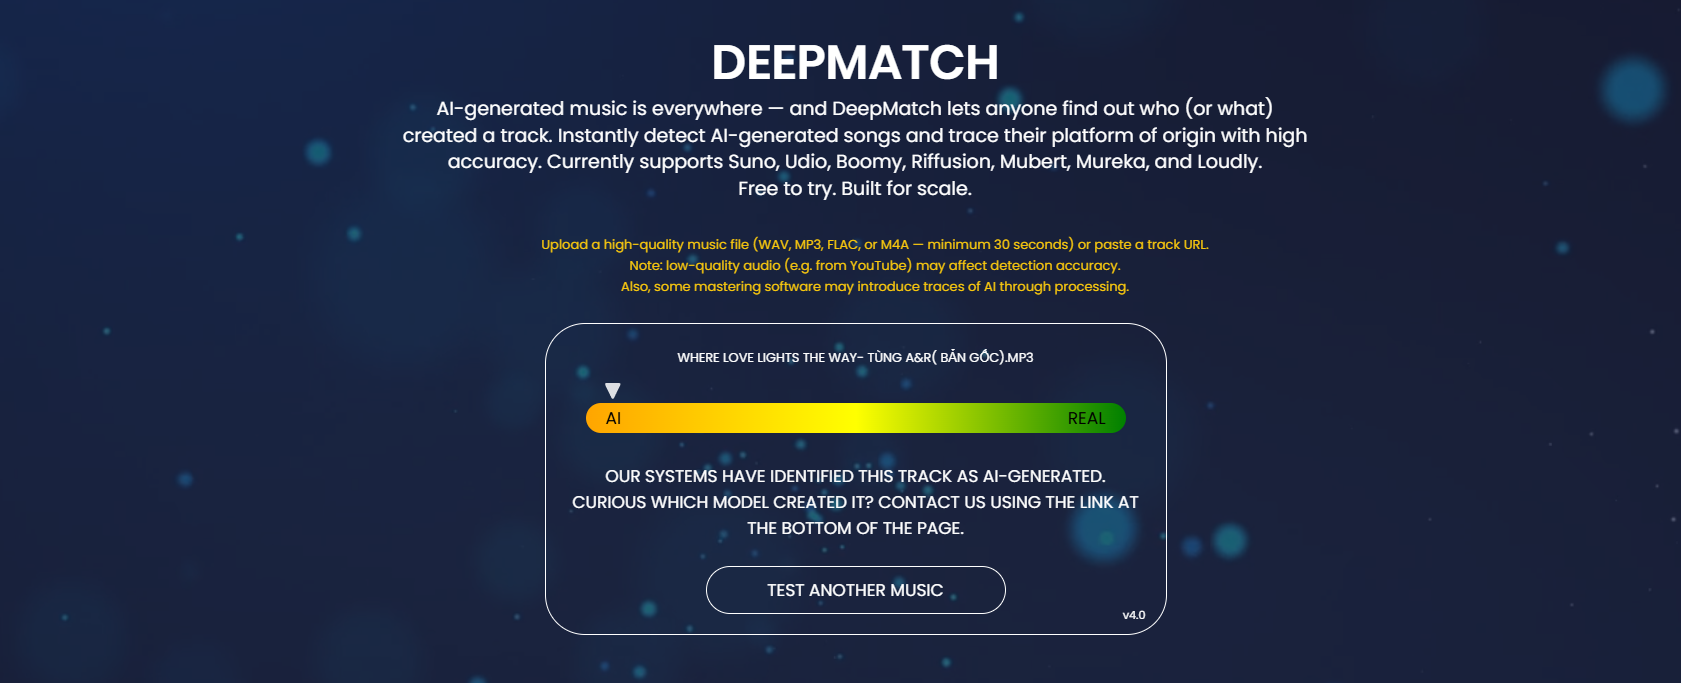 DEEPMATCH
AI-generated music is everywhere — and DeepMatch lets anyone find out who (or what)
created a track. Instantly detect AI-generated songs and trace their platform of origin with high
accuracy. Currently supports Suno, Udio, Boomy, Riffusion, Mubert, Mureka, and Loudly.
Free to try. Built for scale.
Upload a high-quality music file (WAV, MP3, FLAC, or M4A — minimum 30 seconds) or paste a track URL.
Note: low-quality audio (e.g. from YouTube) may affect detection accuracy.
Also, some mastering software may introduce traces of AI through processing.
WHERE LOVE LIGHTS THE WAY- TÙNG A&R( BẢN GỐC).MP3
AI REAL
OUR SYSTEMS HAVE IDENTIFIED THIS TRACK AS AI-GENERATED.
CURIOUS WHICH MODEL CREATED IT? CONTACT US USING THE LINK AT
THE BOTTOM OF THE PAGE.
TEST ANOTHER MUSIC
v4.0